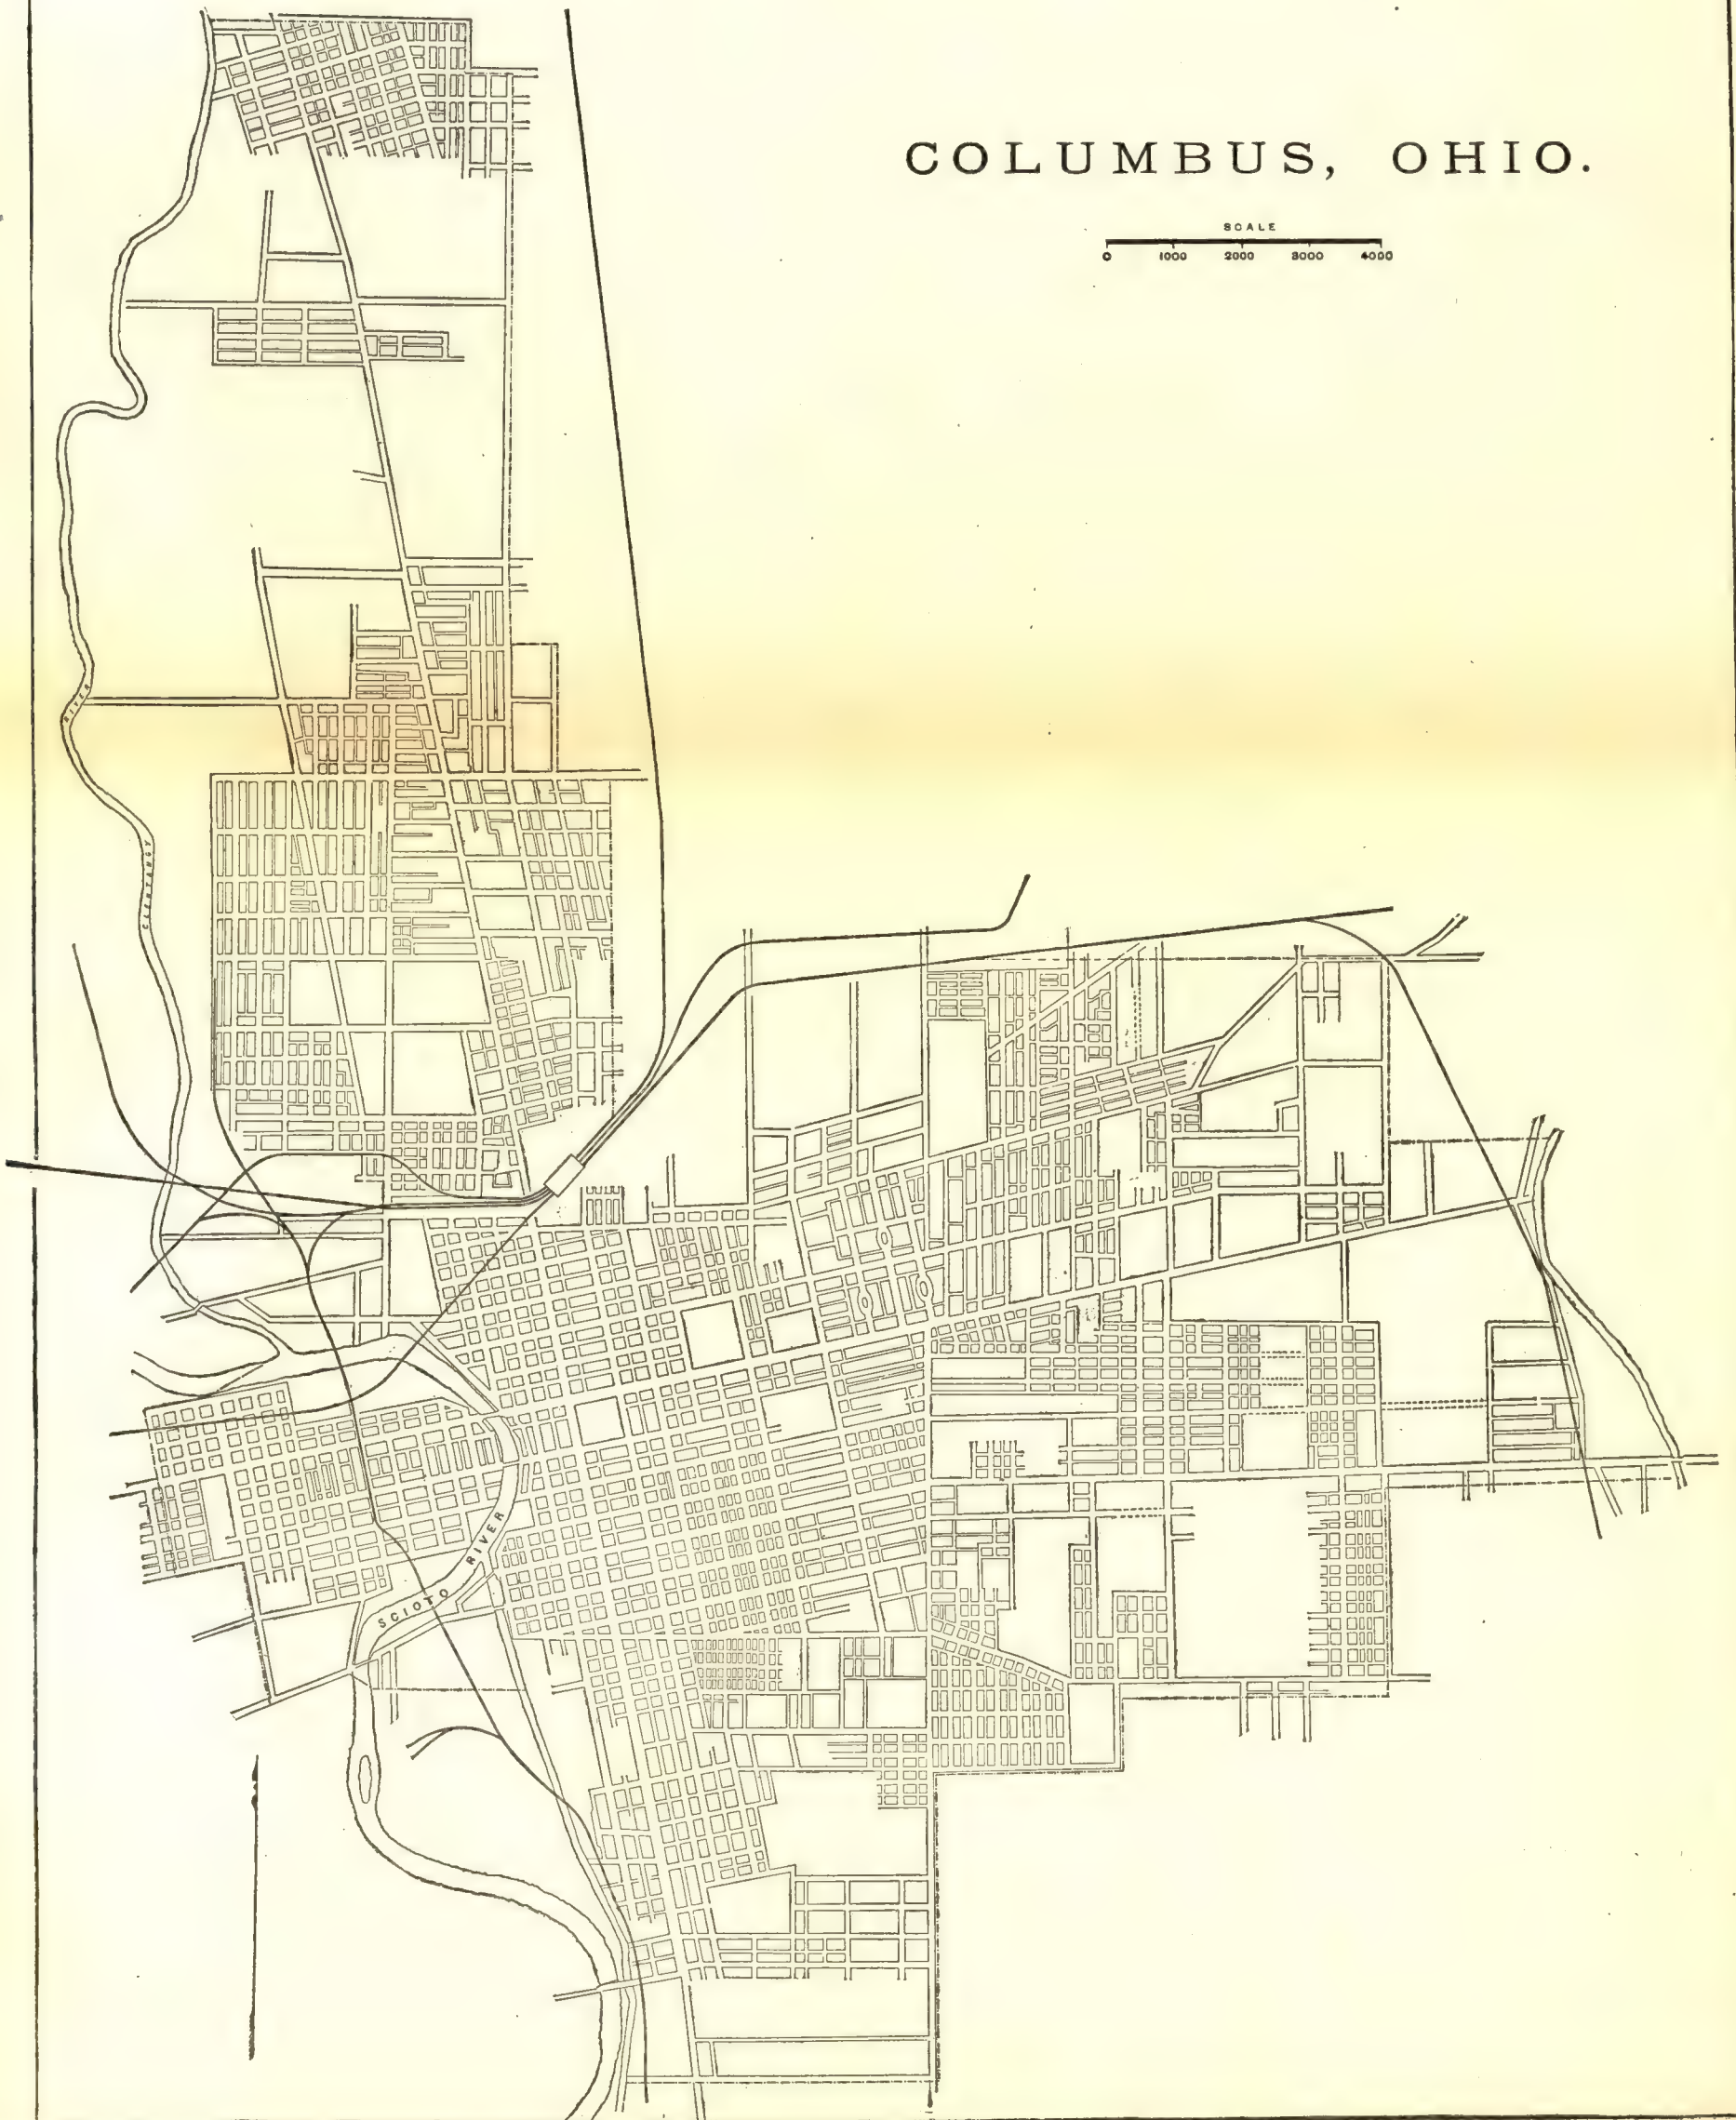 COLUMBUS, OHIO.
SCALE
0 1000 2000 3000 4000
RIVER
OLENTANGY
SCIOTO RIVER